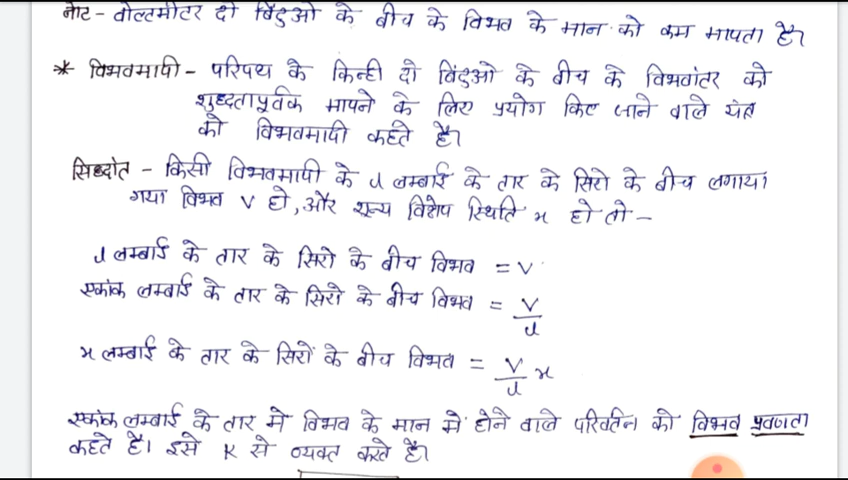 नोट - वोल्टमीटर दो बिंदुओ के बीच के विभव के मान को कम मापता है।
* विभवमापी - परिपथ के किन्ही दो बिंदुओ के बीच के विभवांतर को
शुध्दतापूर्वक मापने के लिए प्रयोग किए जाने वाले यंत्र
को विभवमापी कहते है।
सिध्दांत - किसी विभवमापी के l लम्बाई के तार के सिरो के बीच लगाया
गया विभव V हो, और शून्य विक्षेप स्थिति x हो तो -
l लम्बाई के तार के सिरो के बीच विभव = V
एकांक लम्बाई के तार के सिरो के बीच विभव = V/l
x लम्बाई के तार के सिरों के बीच विभव = V/l x
एकांक लम्बाई के तार मे विभव के मान मे होने वाले परिवर्तन को विभव प्रवणता
कहते है। इसे K से व्यक्त करते है।